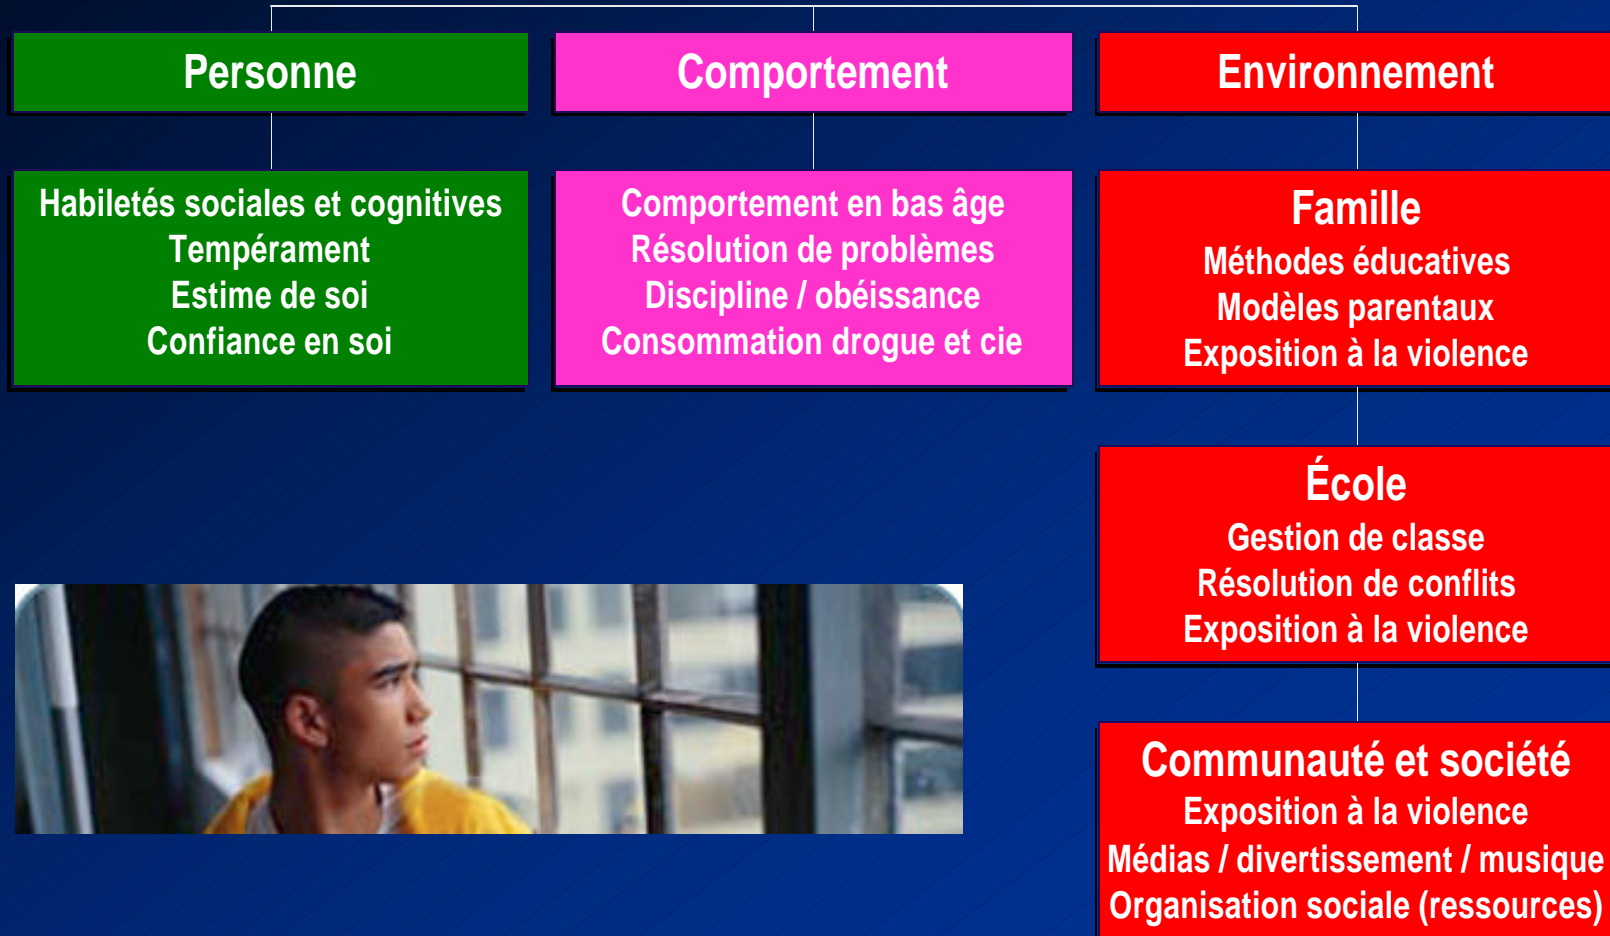 Personne
Habiletés sociales et cognitives
Tempérament
Estime de soi
Confiance en soi
Comportement
Comportement en bas âge
Résolution de problèmes
Discipline / obéissance
Consommation drogue et cie
Environnement
Famille
Méthodes éducatives
Modèles parentaux
Exposition à la violence
École
Gestion de classe
Résolution de conflits
Exposition à la violence
Communauté et société
Exposition à la violence
Médias / divertissement / musique
Organisation sociale (ressources)